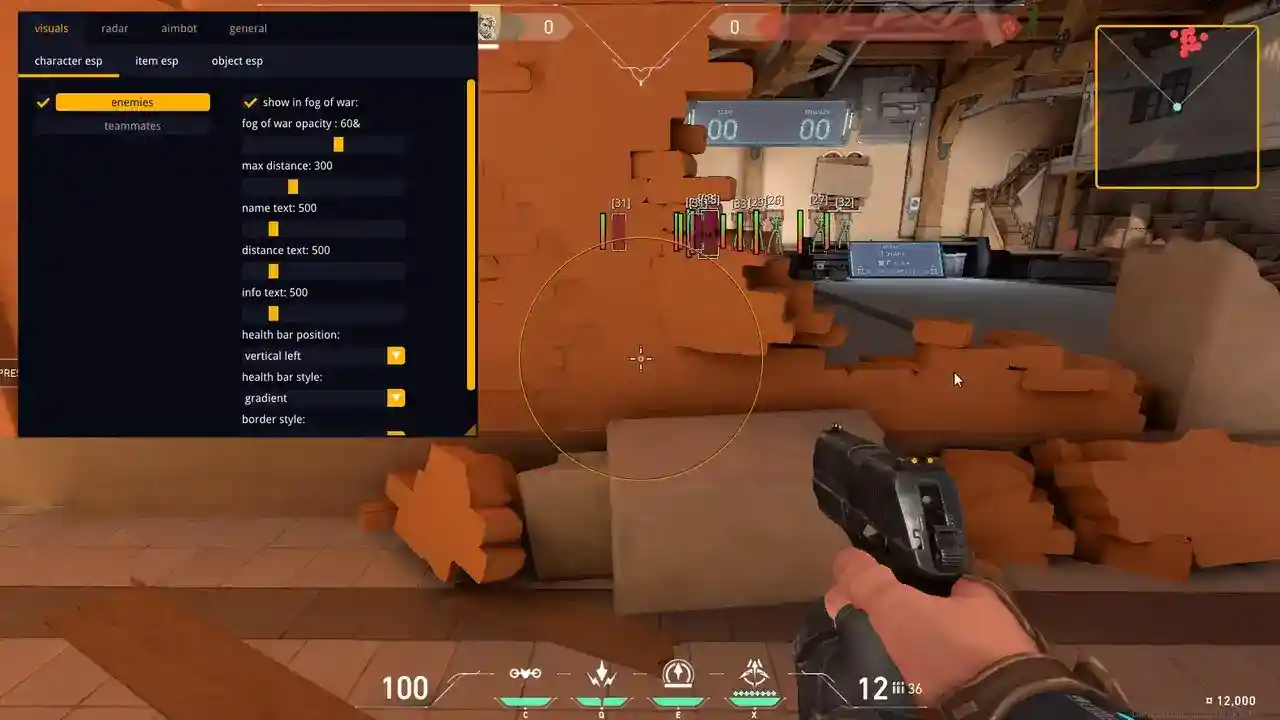 visuals radar aimbot general
character esp item esp object esp
enemies
teammates
show in fog of war:
fog of war opacity : 60&
max distance: 300
name text: 500
distance text: 500
info text: 500
health bar position:
vertical left
health bar style:
gradient
border style:
0 0
00 00
[31]
[27]
[32]
PRES
100
C Q E X
12 36
¤ 12,000